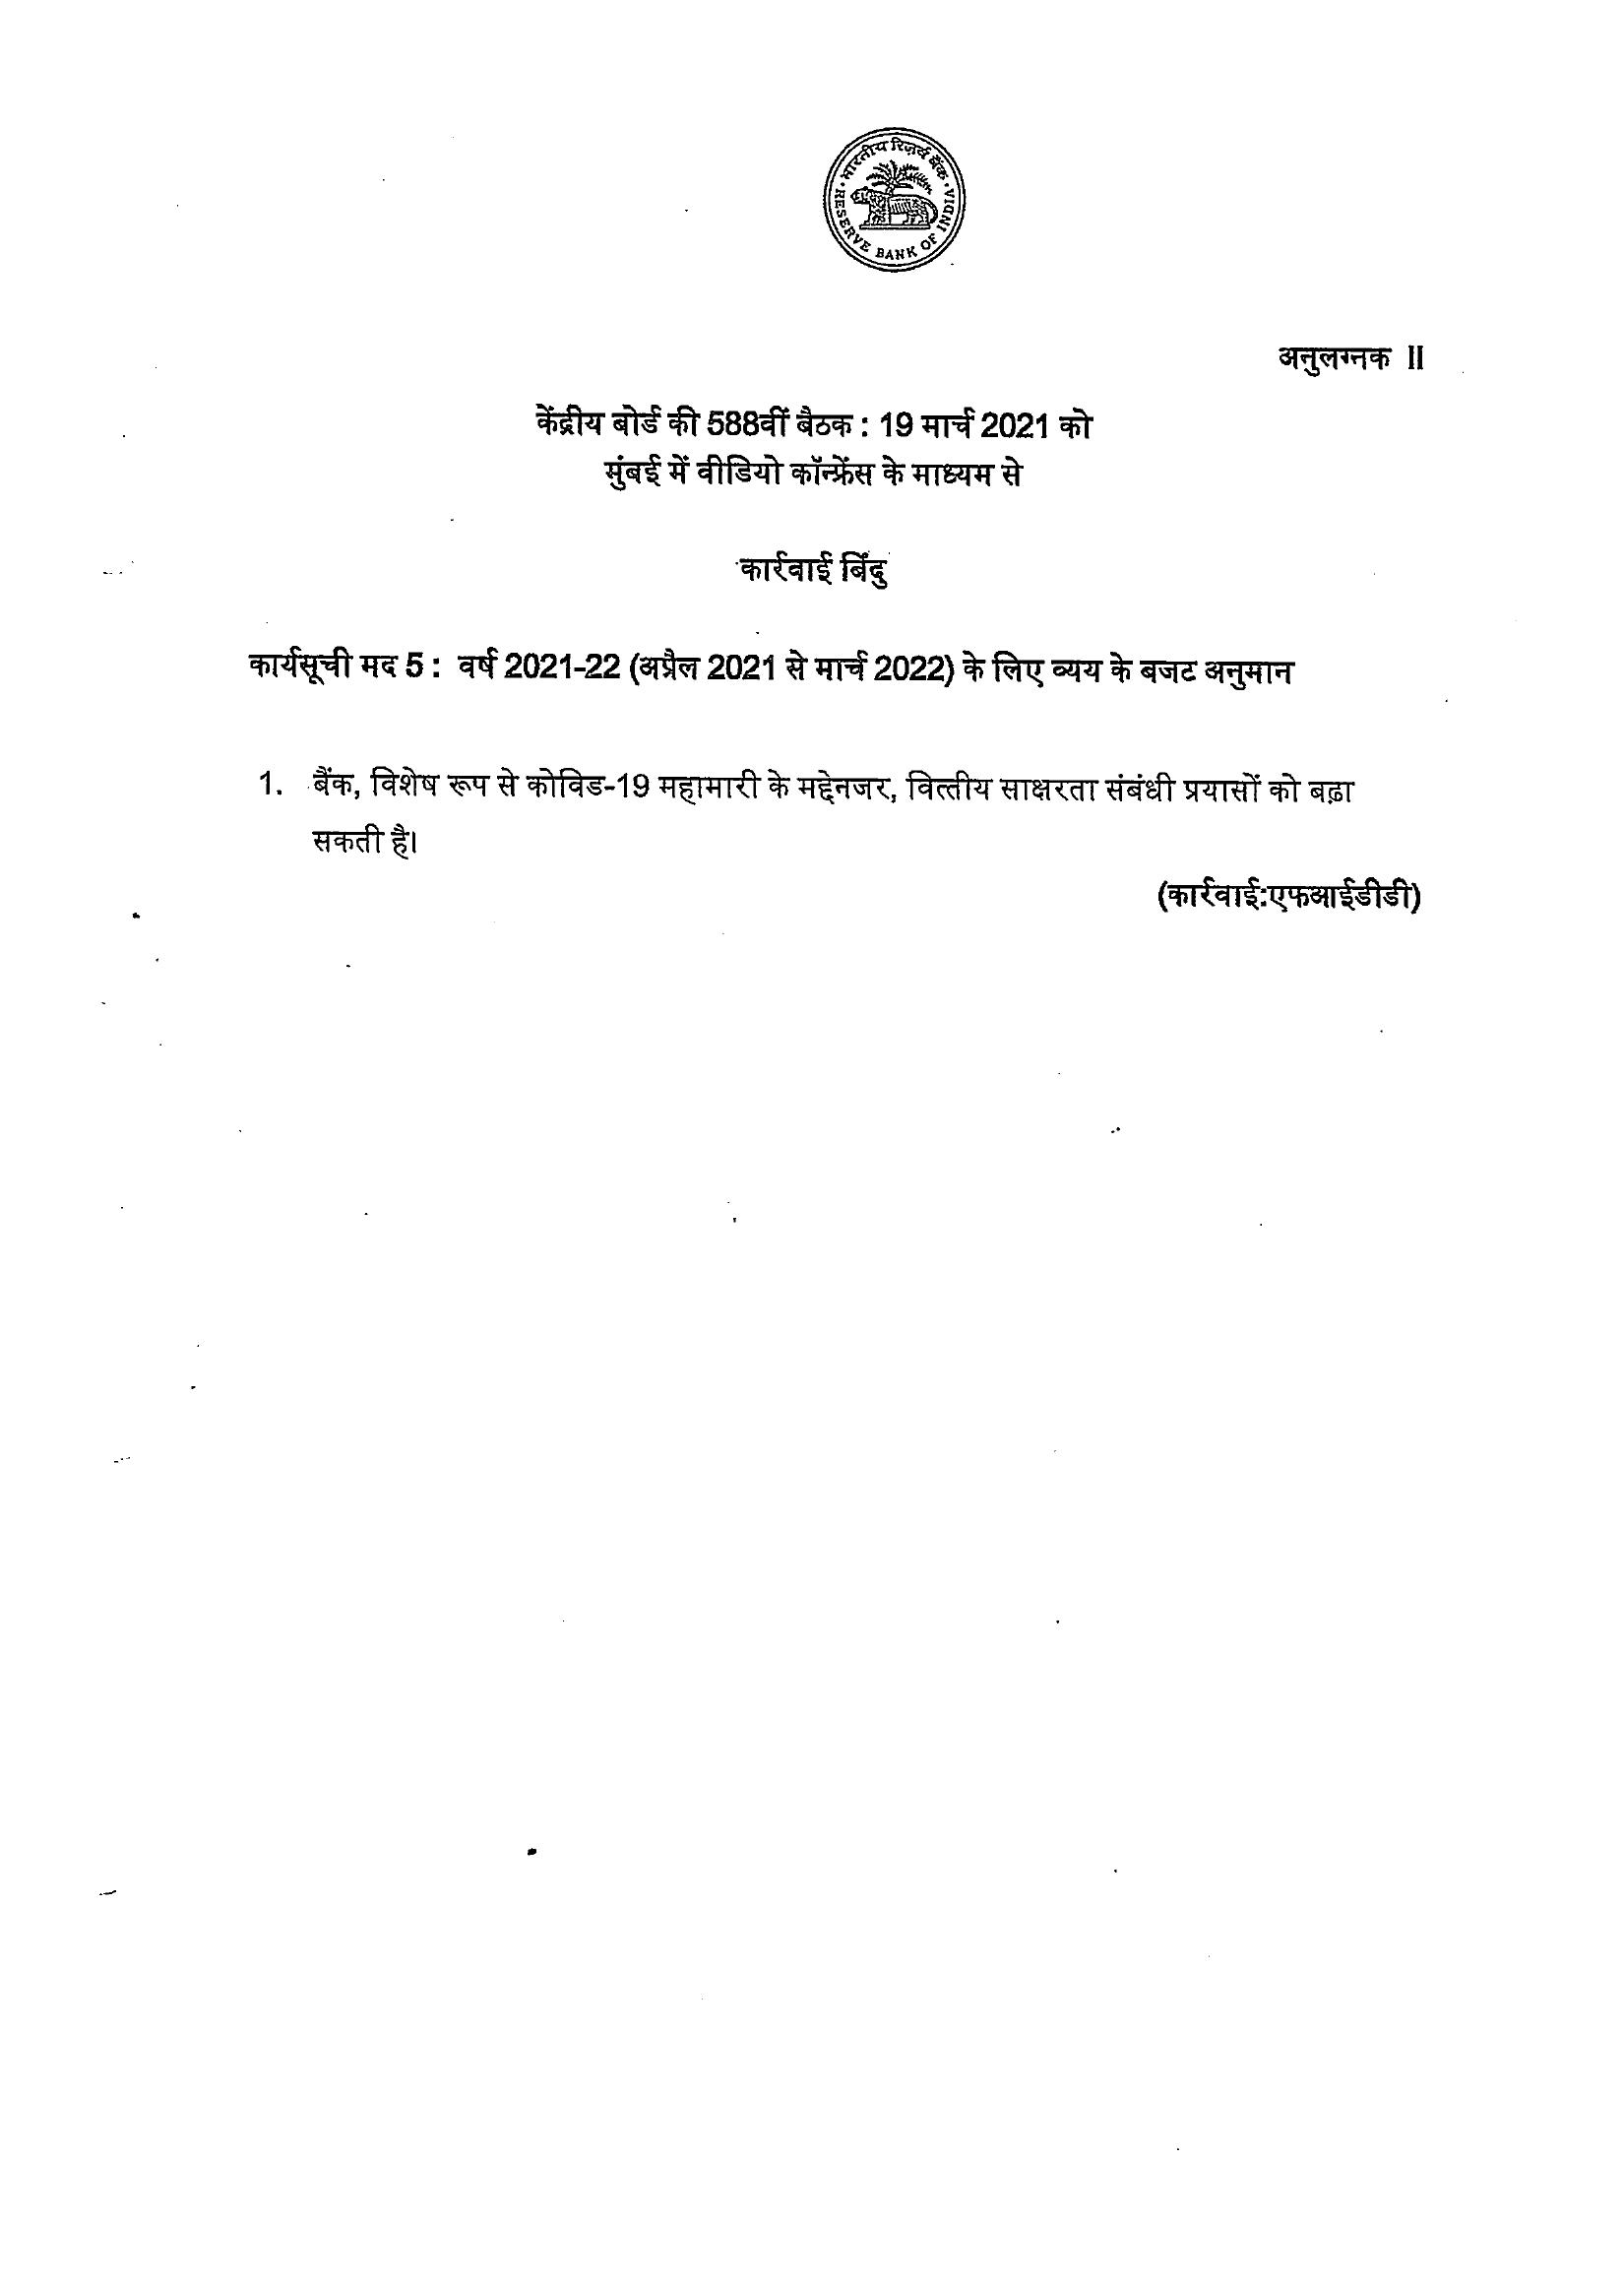 भारतीय रिज़र्व बैंक
RESERVE BANK OF INDIA
अनुलग्नक II
केंद्रीय बोर्ड की 588वीं बैठक : 19 मार्च 2021 को
मुंबई में वीडियो कॉन्फ्रेंस के माध्यम से
कार्रवाई बिंदु
कार्यसूची मद 5 : वर्ष 2021-22 (अप्रैल 2021 से मार्च 2022) के लिए व्यय के बजट अनुमान
1. बैंक, विशेष रूप से कोविड-19 महामारी के मद्देनजर, वित्तीय साक्षरता संबंधी प्रयासों को बढ़ा
सकती है।
(कार्रवाई:एफआईडीडी)